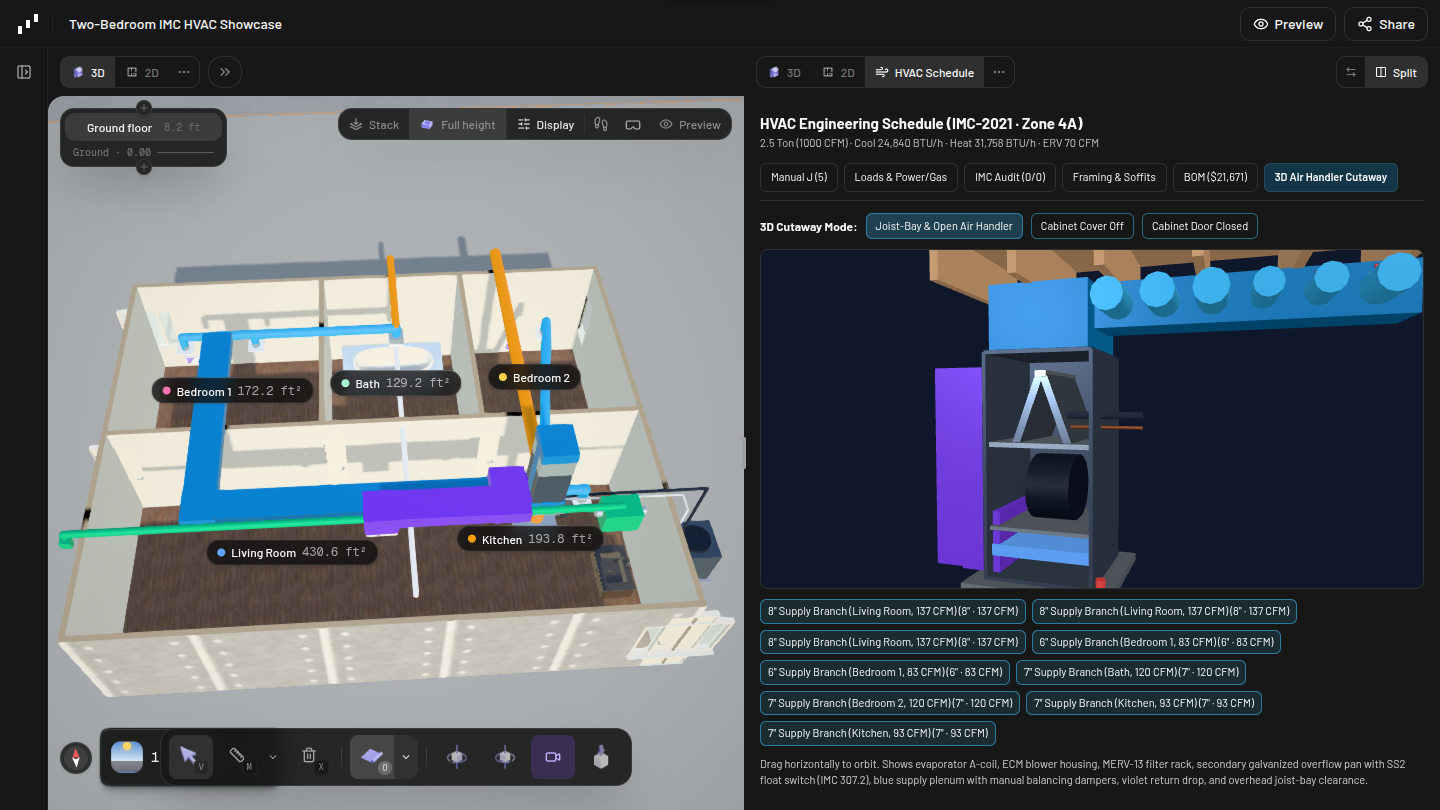 Two-Bedroom IMC HVAC Showcase
Preview
Share
3D
2D
3D
2D
HVAC Schedule
Split
Ground floor 8.2 ft
Ground · 0.00
Stack
Full height
Display
Preview
Bedroom 1 172.2 ft²
Bath 129.2 ft²
Bedroom 2
Living Room 430.6 ft²
Kitchen 193.8 ft²
1
V
M
X
O
HVAC Engineering Schedule (IMC-2021 · Zone 4A)
2.5 Ton (1000 CFM) · Cool 24,840 BTU/h · Heat 31,758 BTU/h · ERV 70 CFM
Manual J (5)
Loads & Power/Gas
IMC Audit (0/0)
Framing & Soffits
BOM ($21,671)
3D Air Handler Cutaway
3D Cutaway Mode:
Joist-Bay & Open Air Handler
Cabinet Cover Off
Cabinet Door Closed
8" Supply Branch (Living Room, 137 CFM) (8" · 137 CFM)
8" Supply Branch (Living Room, 137 CFM) (8" · 137 CFM)
8" Supply Branch (Living Room, 137 CFM) (8" · 137 CFM)
6" Supply Branch (Bedroom 1, 83 CFM) (6" · 83 CFM)
6" Supply Branch (Bedroom 1, 83 CFM) (6" · 83 CFM)
7" Supply Branch (Bath, 120 CFM) (7" · 120 CFM)
7" Supply Branch (Bedroom 2, 120 CFM) (7" · 120 CFM)
7" Supply Branch (Kitchen, 93 CFM) (7" · 93 CFM)
7" Supply Branch (Kitchen, 93 CFM) (7" · 93 CFM)
Drag horizontally to orbit. Shows evaporator A-coil, ECM blower housing, MERV-13 filter rack, secondary galvanized overflow pan with SS2
float switch (IMC 307.2), blue supply plenum with manual balancing dampers, violet return drop, and overhead joist-bay clearance.